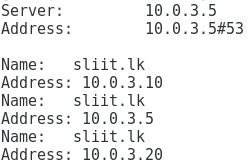 Server: 10.0.3.5
Address: 10.0.3.5#53
Name: sliit.lk
Address: 10.0.3.10
Name: sliit.lk
Address: 10.0.3.5
Name: sliit.lk
Address: 10.0.3.20